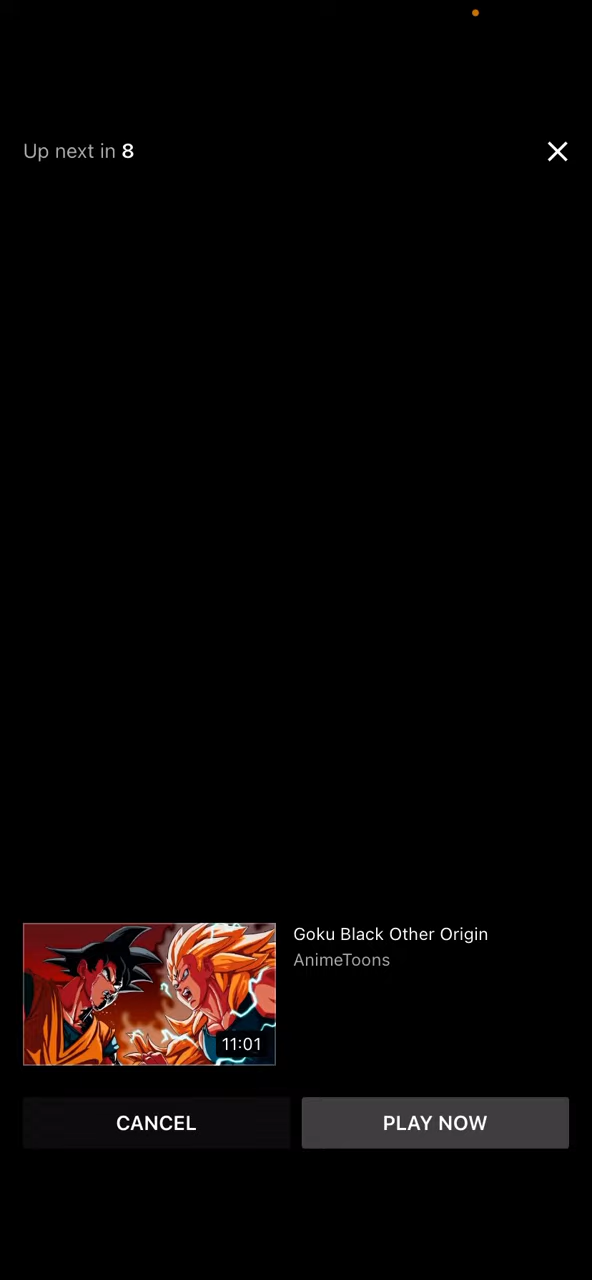 Up next in 8
Goku Black Other Origin
AnimeToons
11:01
CANCEL
PLAY NOW